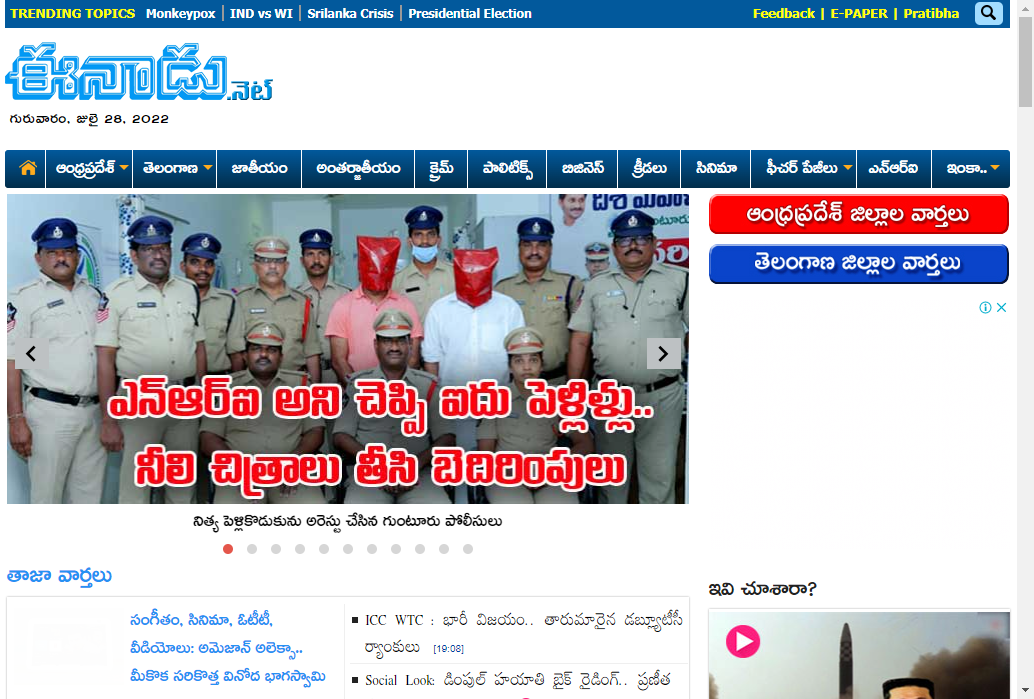 TRENDING TOPICS Monkeypox | IND vs WI | Srilanka Crisis | Presidential Election
Feedback | E-PAPER | Pratibha
ఈనాడు.నెట్
గురువారం, జులై 28, 2022
ఆంధ్రప్రదేశ్ తెలంగాణ జాతీయం అంతర్జాతీయం క్రైమ్ పాలిటిక్స్ బిజినెస్ క్రీడలు సినిమా ఫీచర్ పేజీలు ఎన్ఆర్ఐ ఇంకా..
ఆంధ్రప్రదేశ్ జిల్లాల వార్తలు
తెలంగాణ జిల్లాల వార్తలు
ఎన్ఆర్ఐ అని చెప్పి ఐదు పెళ్లిళ్లు..
నీలి చిత్రాలు తీసి బెదిరింపులు
నిత్య పెళ్లికొడుకును అరెస్టు చేసిన గుంటూరు పోలీసులు
తాజా వార్తలు
సంగీతం, సినిమా, ఓటీటీ,
వీడియోలు: అమెజాన్ అలెక్సా..
మీకొక సరికొత్త వినోద భాగస్వామి
ICC WTC : భారీ విజయం.. తారుమారైన డబ్ల్యూటీసీ
ర్యాంకులు [19:08]
Social Look: డింపుల్ హయాతి బైక్ రైడింగ్.. ప్రణీత
ఇవి చూశారా?